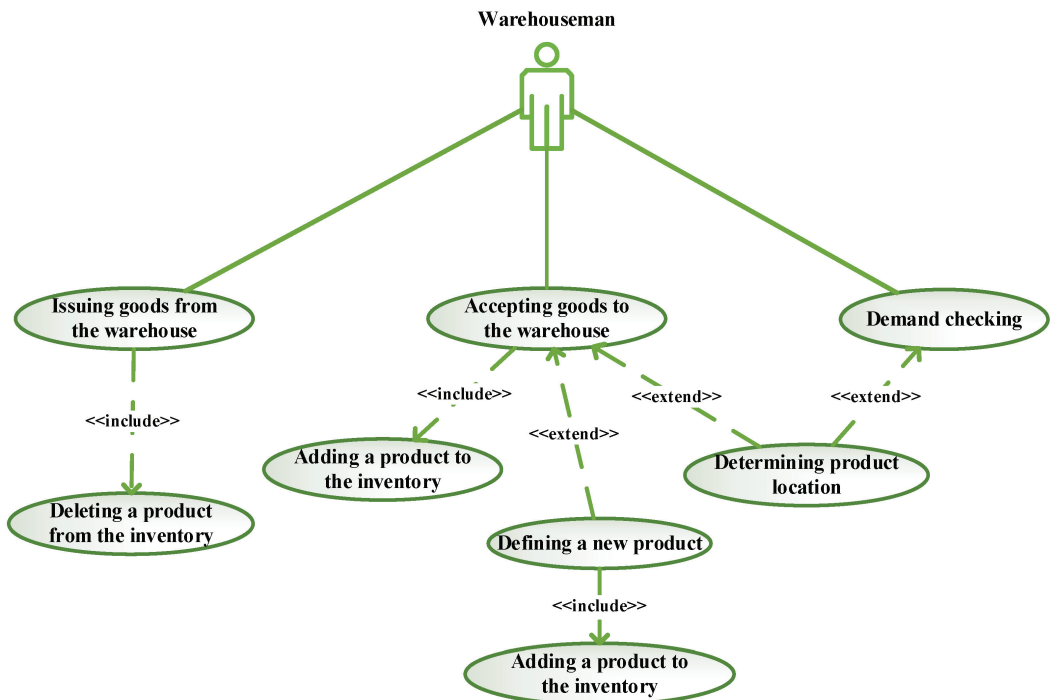 Warehouseman
Issuing goods from
the warehouse
Accepting goods to
the warehouse
Demand checking
<<include>>
<<include>>
<<extend>>
<<extend>>
<<extend>>
Adding a product to
the inventory
Determining product
location
Deleting a product
from the inventory
Defining a new product
<<include>>
Adding a product to
the inventory